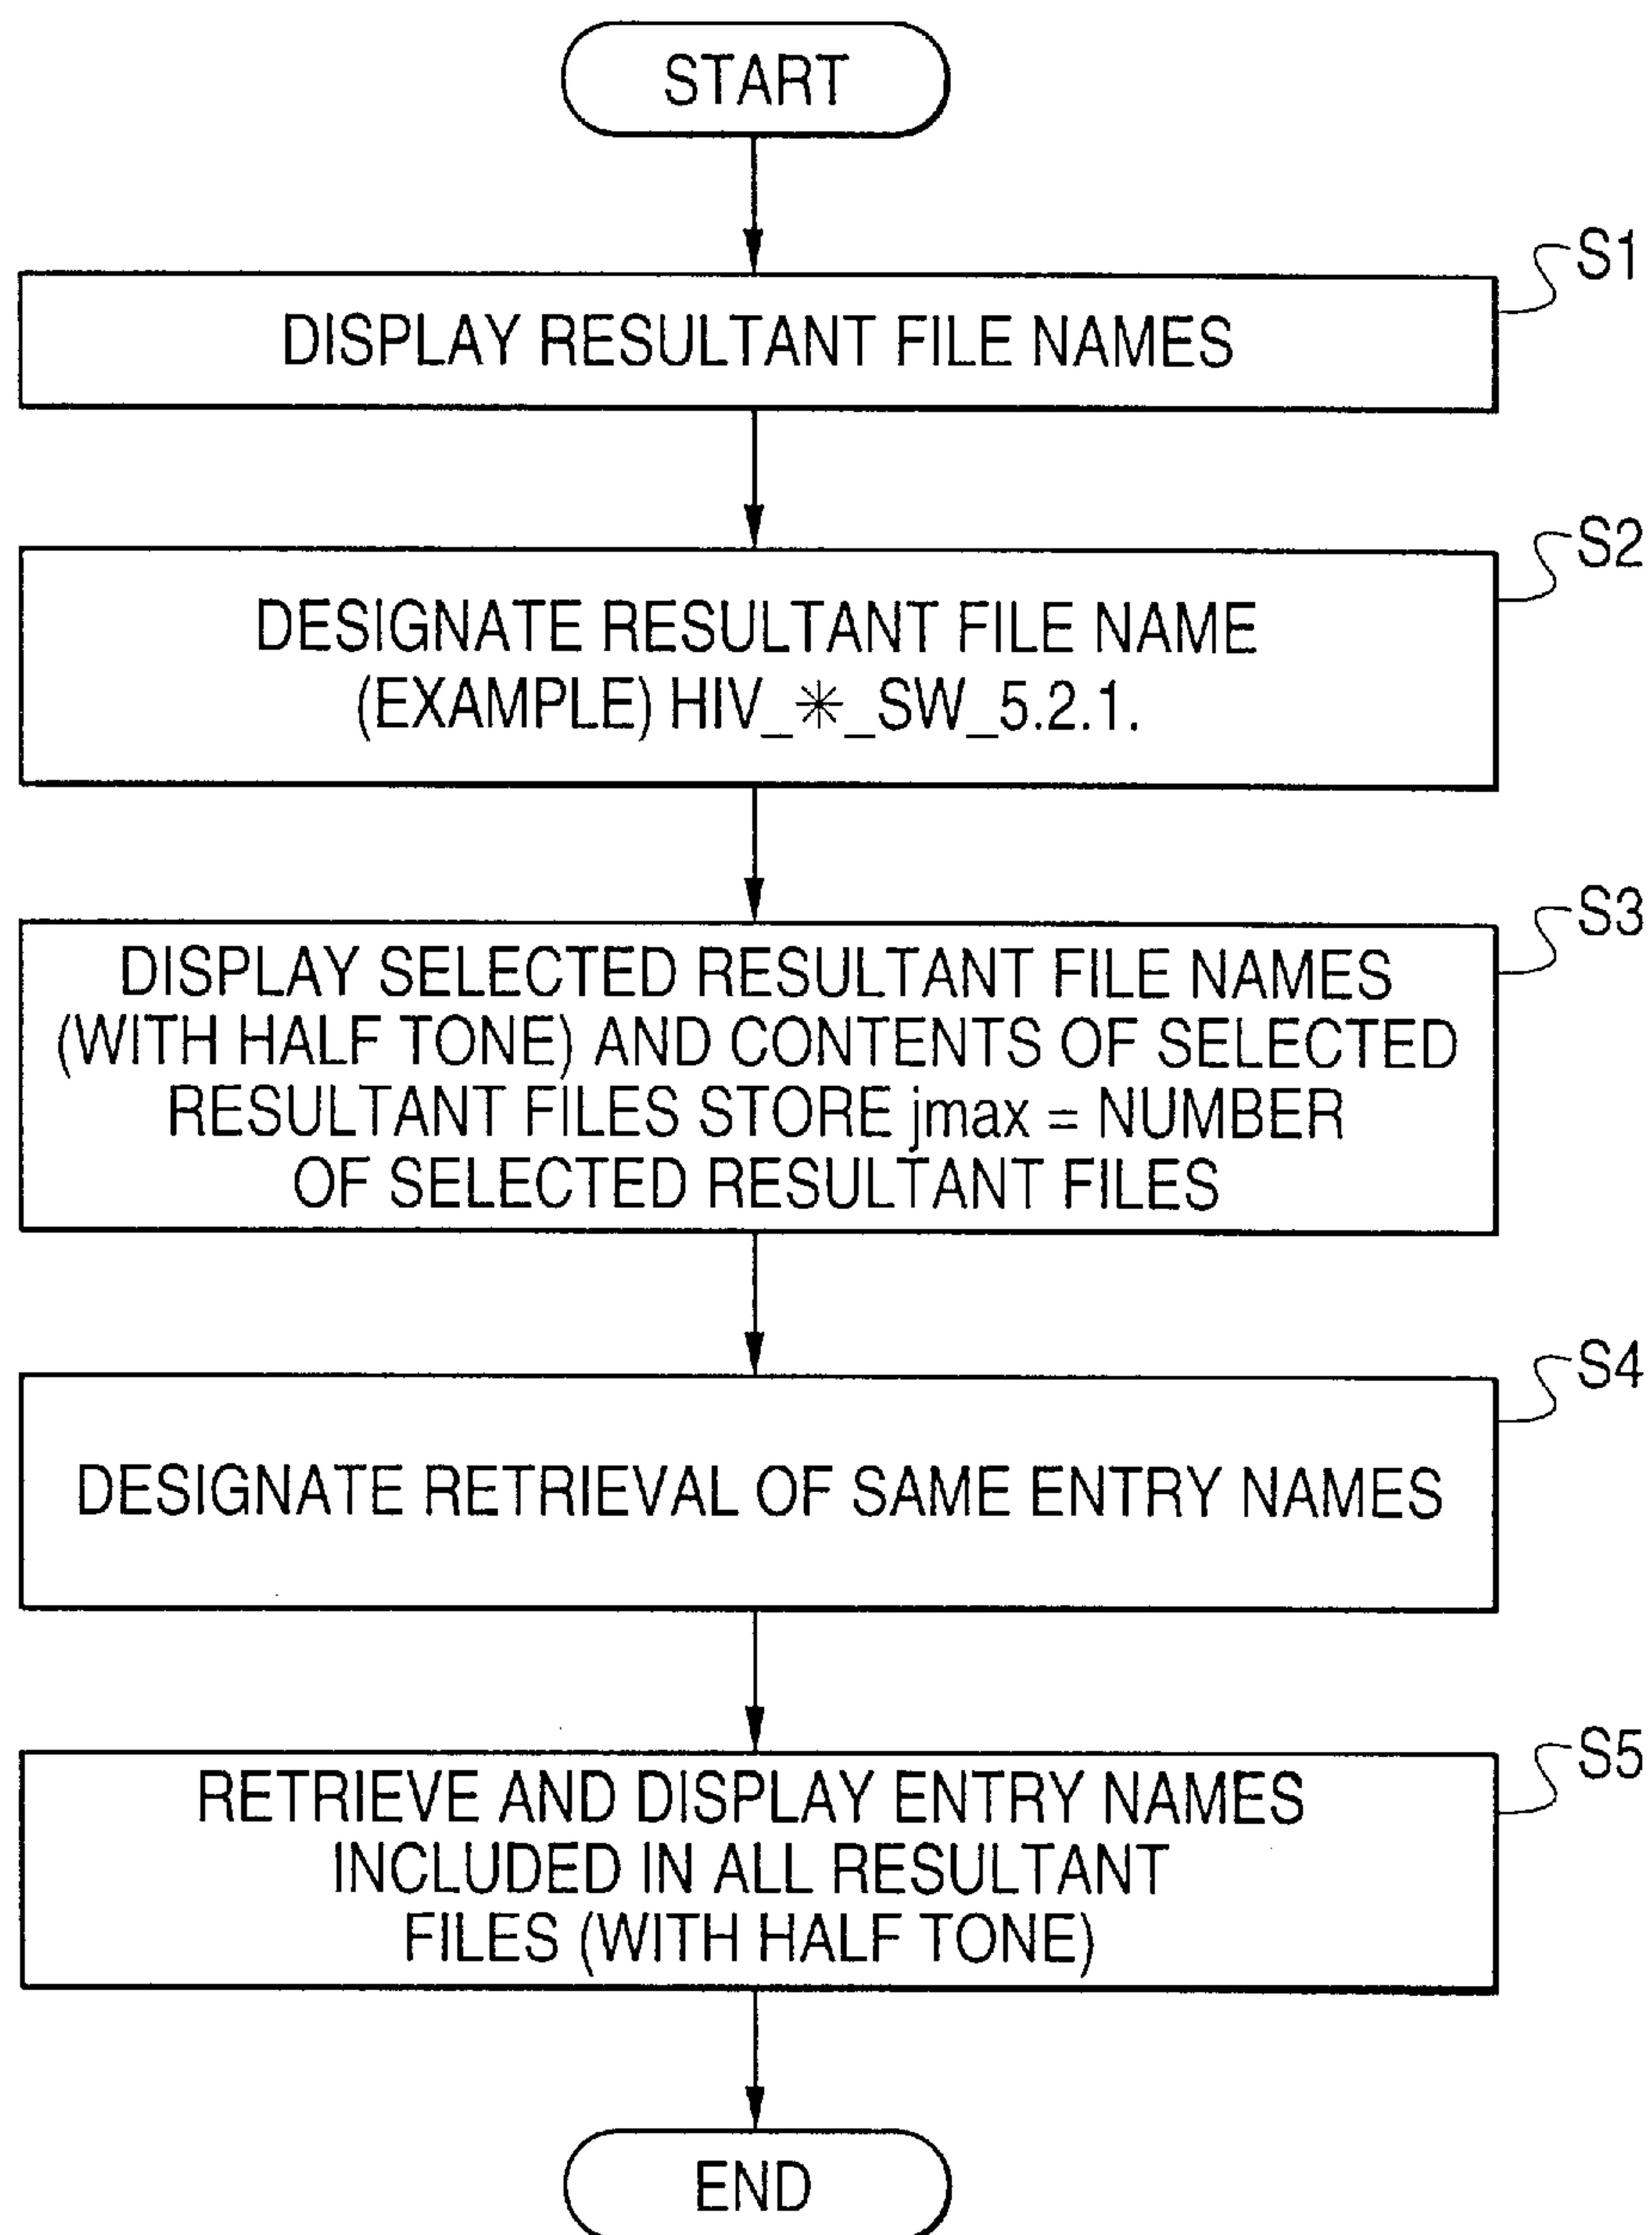 START
S1
DISPLAY RESULTANT FILE NAMES
S2
DESIGNATE RESULTANT FILE NAME
(EXAMPLE) HIV_*_SW_5.2.1.
S3
DISPLAY SELECTED RESULTANT FILE NAMES
(WITH HALF TONE) AND CONTENTS OF SELECTED
RESULTANT FILES STORE jmax = NUMBER
OF SELECTED RESULTANT FILES
S4
DESIGNATE RETRIEVAL OF SAME ENTRY NAMES
S5
RETRIEVE AND DISPLAY ENTRY NAMES
INCLUDED IN ALL RESULTANT
FILES (WITH HALF TONE)
END